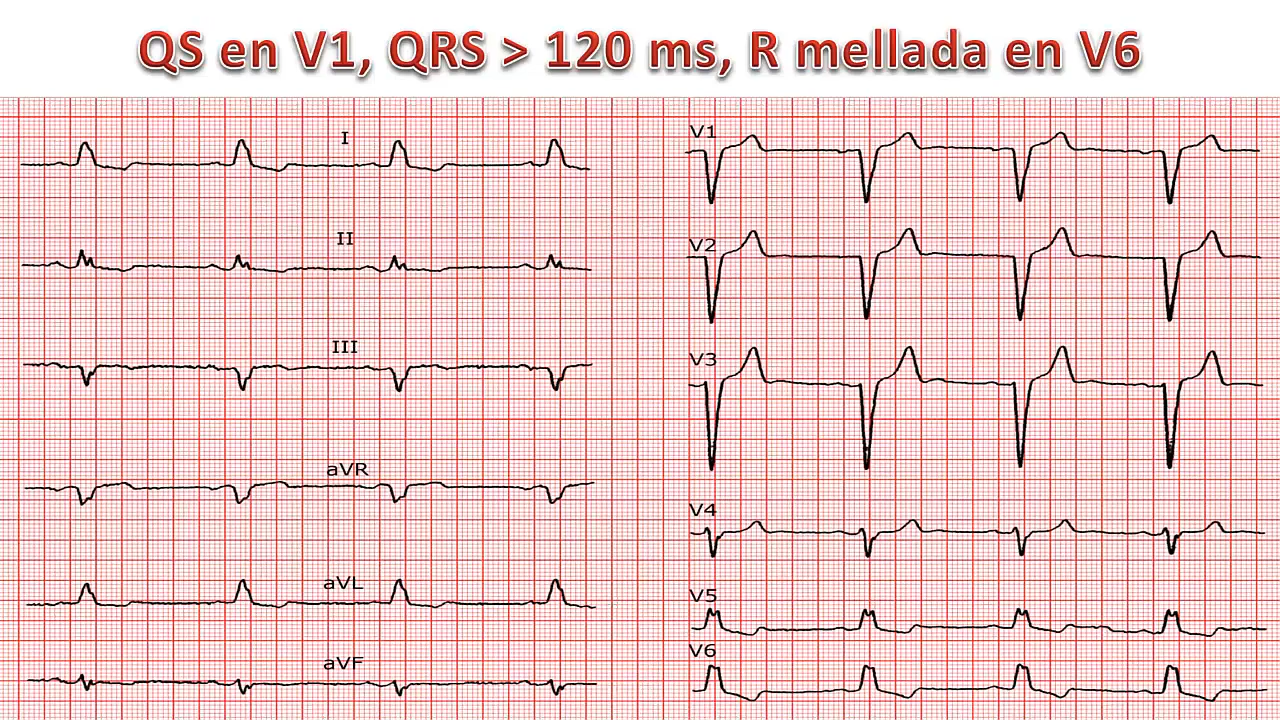 QS en V1, QRS > 120 ms, R mellada en V6
I
II
III
aVR
aVL
aVF
V1
V2
V3
V4
V5
V6